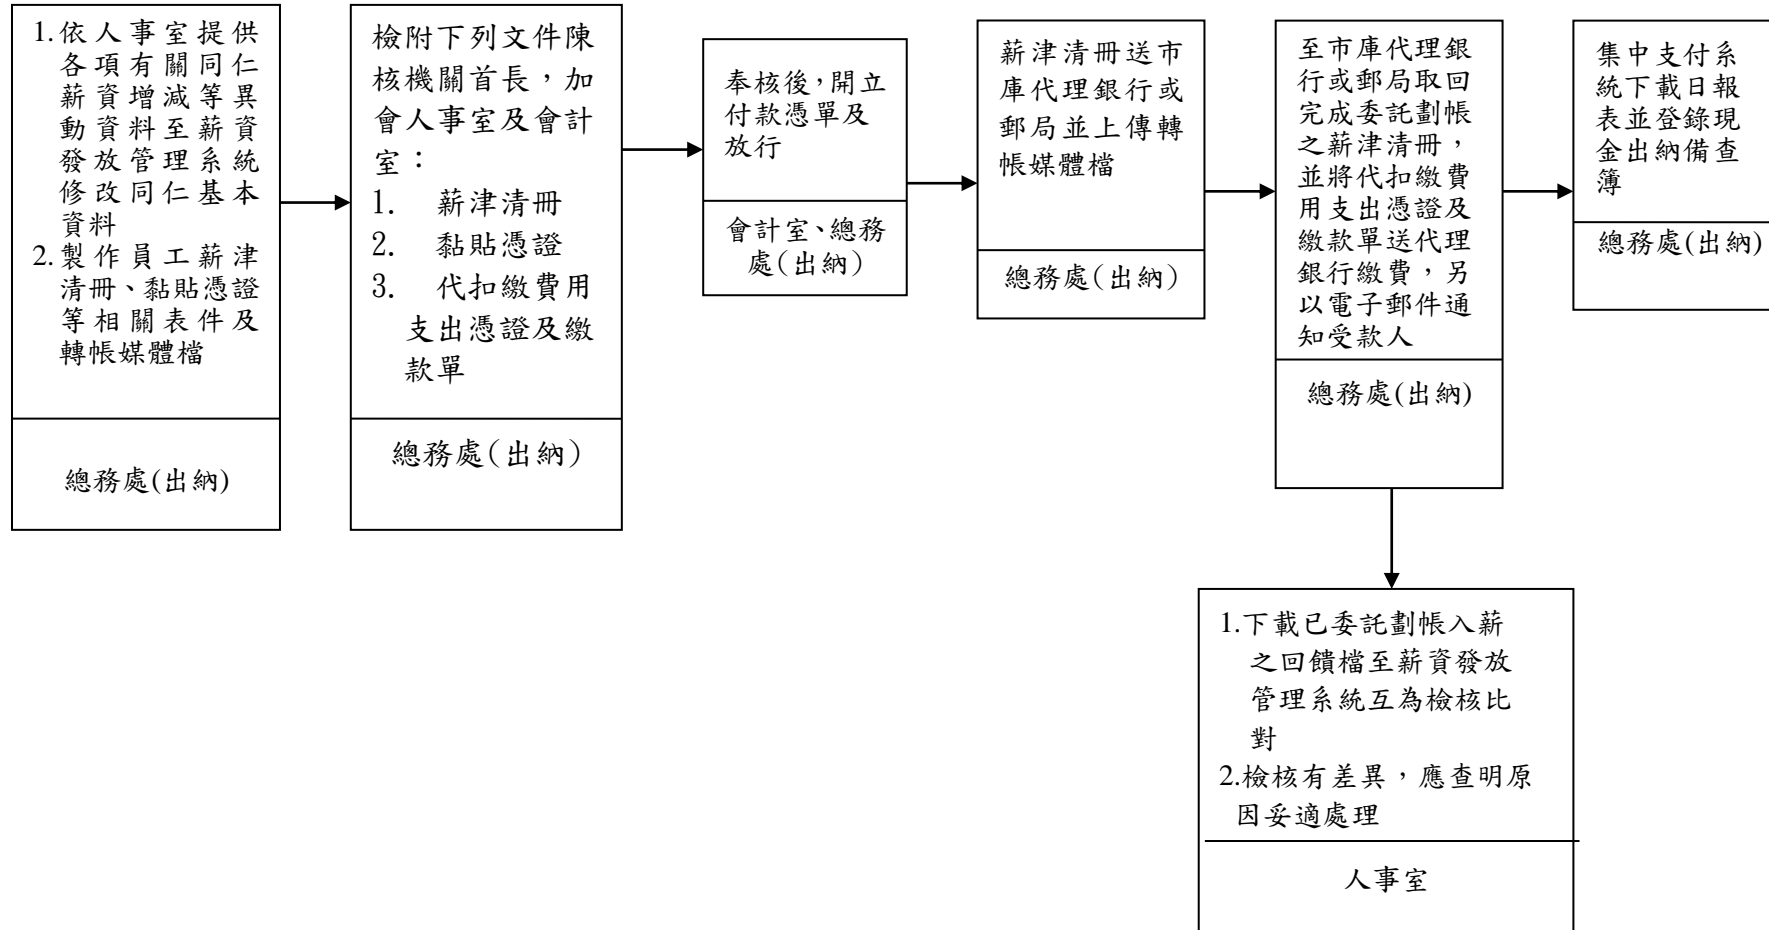 1.依人事室提供
各項有關同仁
薪資增減等異
動資料至薪資
發放管理系統
修改同仁基本
資料
2.製作員工薪津
清冊、黏貼憑證
等相關表件及
轉帳媒體檔
總務處(出納)
檢附下列文件陳
核機關首長，加
會人事室及會計
室：
1. 薪津清冊
2. 黏貼憑證
3. 代扣繳費用
支出憑證及繳
款單
總務處(出納)
奉核後，開立
付款憑單及
放行
會計室、總務
處(出納)
薪津清冊送市
庫代理銀行或
郵局並上傳轉
帳媒體檔
總務處(出納)
至市庫代理銀
行或郵局取回
完成委託劃帳
之薪津清冊，
並將代扣繳費
用支出憑證及
繳款單送代理
銀行繳費，另
以電子郵件通
知受款人
總務處(出納)
集中支付系
統下載日報
表並登錄現
金出納備查
簿
總務處(出納)
1.下載已委託劃帳入薪
之回饋檔至薪資發放
管理系統互為檢核比
對
2.檢核有差異，應查明原
因妥適處理
人事室